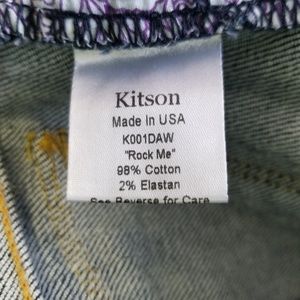 Kitson
Made In USA
K001DAW
"Rock Me"
98% Cotton
2% Elastan
See Reverse for Care